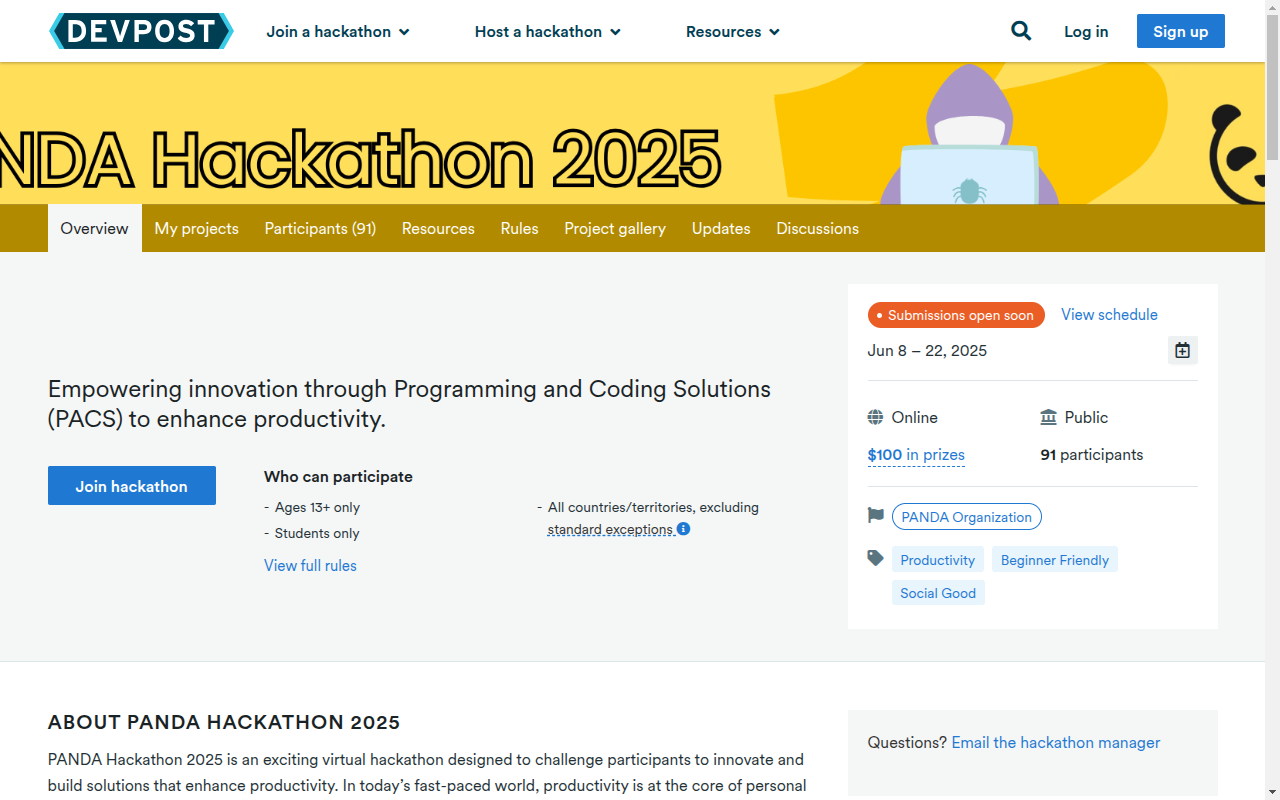 DEVPOST
Join a hackathon
Host a hackathon
Resources
Log in
Sign up
NDA Hackathon 2025
Overview
My projects
Participants (91)
Resources
Rules
Project gallery
Updates
Discussions
Submissions open soon
View schedule
Jun 8 – 22, 2025
Online
Public
$100 in prizes
91 participants
PANDA Organization
Productivity
Beginner Friendly
Social Good
Empowering innovation through Programming and Coding Solutions
(PACS) to enhance productivity.
Join hackathon
Who can participate
- Ages 13+ only
- Students only
- All countries/territories, excluding
standard exceptions
View full rules
ABOUT PANDA HACKATHON 2025
PANDA Hackathon 2025 is an exciting virtual hackathon designed to challenge participants to innovate and
build solutions that enhance productivity. In today's fast-paced world, productivity is at the core of personal
Questions? Email the hackathon manager